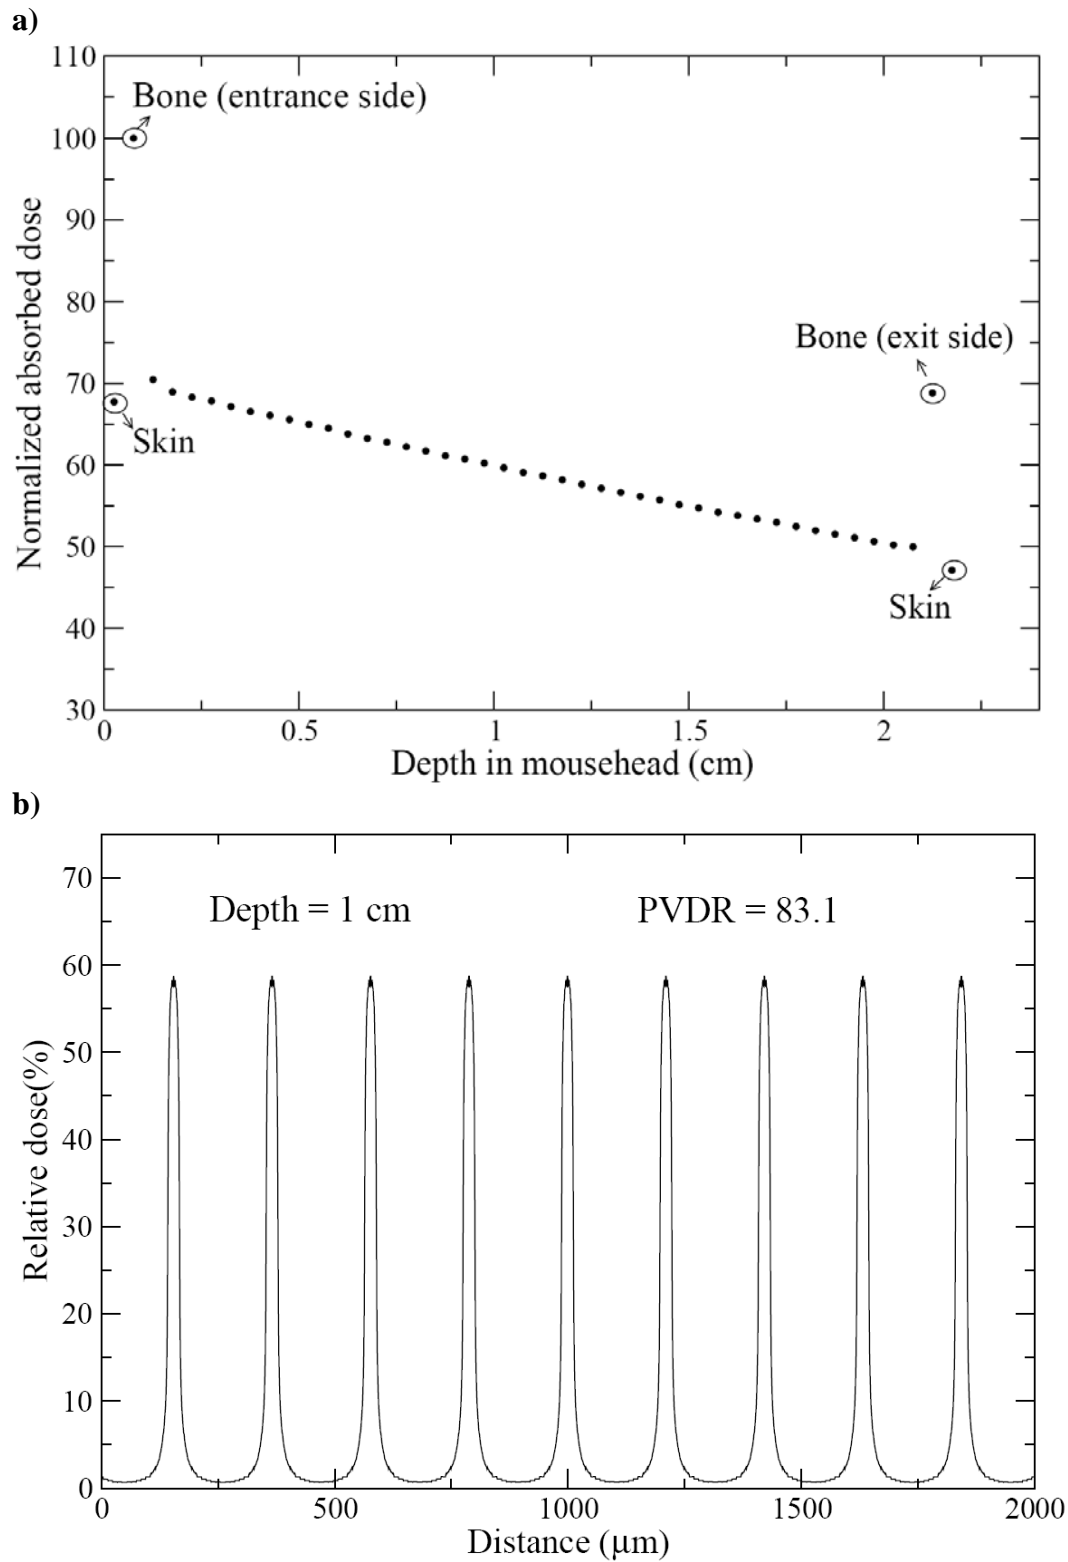 a)
110
Bone (entrance side)
100
90
80
Bone (exit side)
70
Skin
60
50
Skin
40
30
Normalized absorbed dose
0
0.5
1
1.5
2
Depth in mousehead (cm)
b)
70
Depth = 1 cm
PVDR = 83.1
60
50
40
30
20
10
0
Relative dose(%)
0
500
1000
1500
2000
Distance (μm)